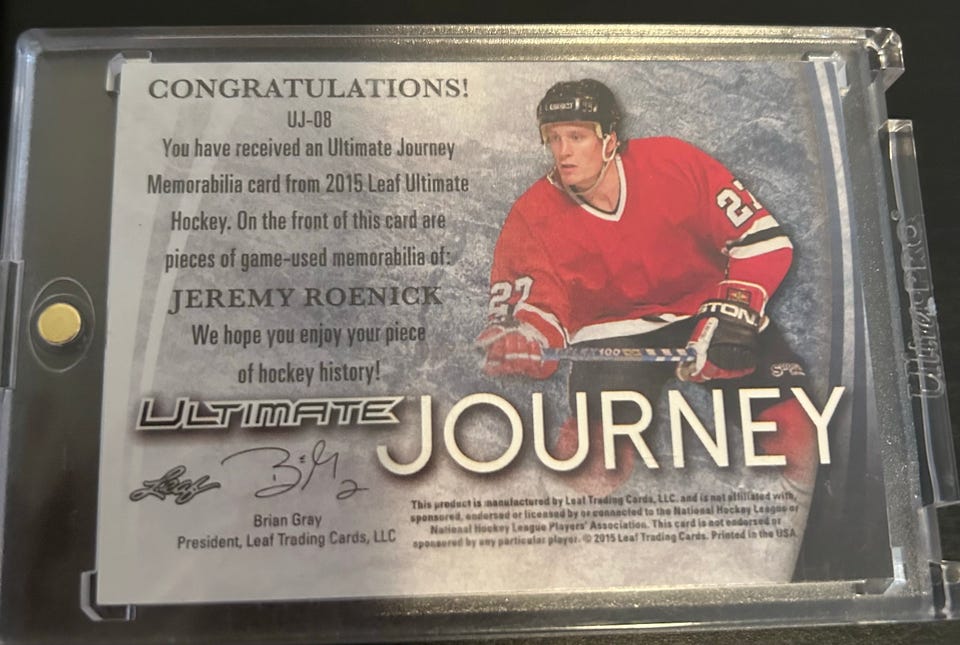 CONGRATULATIONS!
UJ-08
You have received an Ultimate Journey
Memorabilia card from 2015 Leaf Ultimate
Hockey. On the front of this card are
pieces of game-used memorabilia of:
JEREMY ROENICK
We hope you enjoy your piece
of hockey history!
ULTIMATE
JOURNEY
Leaf
Brian Gray
President, Leaf Trading Cards, LLC
This product is manufactured by Leaf Trading Cards, LLC. and is not affiliated with,
sponsored, endorsed or licensed by or connected to the National Hockey League or
National Hockey League Players' Association. This card is not endorsed or
sponsored by any particular player. © 2015 Leaf Trading Cards. Printed in the USA.
27
27
STON
100
UltraPRO